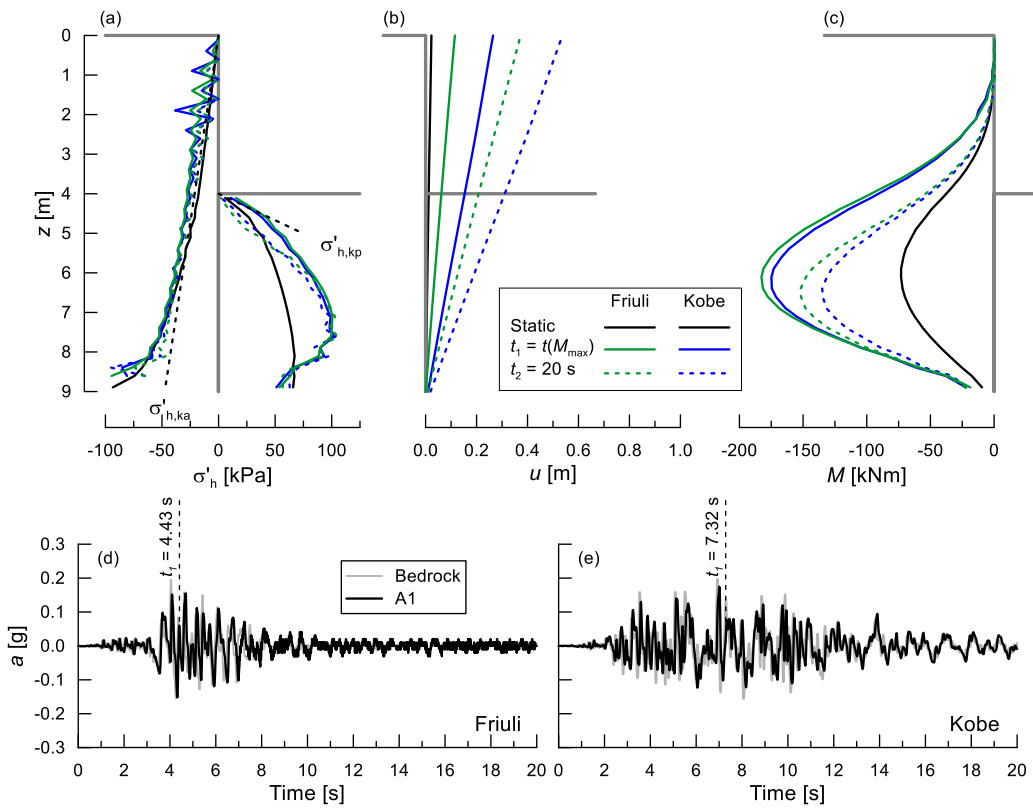 (a)
(b)
(c)
0
1
2
3
4
5
6
7
8
9
z [m]
σ'h,kp
σ'h,ka
-100
-50
0
50
100
σ'h [kPa]
0.0
0.2
0.4
0.6
0.8
1.0
u [m]
-200
-150
-100
-50
0
M [kNm]
Friuli Kobe
Static
t1 = t(Mmax)
t2 = 20 s
(d)
t1 = 4.43 s
Bedrock
A1
0.3
0.2
0.1
0.0
-0.1
-0.2
-0.3
a [g]
Friuli
0 2 4 6 8 10 12 14 16 18 20
Time [s]
(e)
t1 = 7.32 s
Kobe
0 2 4 6 8 10 12 14 16 18 20
Time [s]